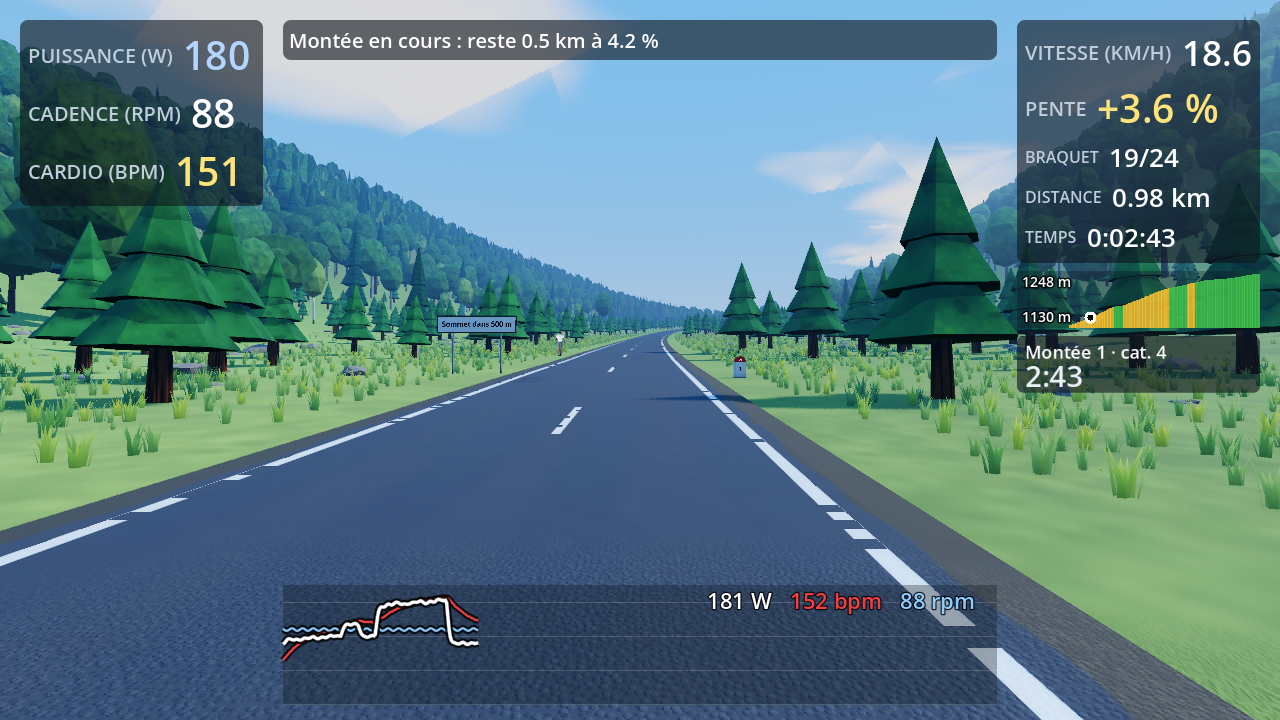 PUISSANCE (W) 180
CADENCE (RPM) 88
CARDIO (BPM) 151
Montée en cours : reste 0.5 km à 4.2 %
VITESSE (KM/H) 18.6
PENTE +3.6 %
BRAQUET 19/24
DISTANCE 0.98 km
TEMPS 0:02:43
1248 m
1130 m
Montée 1 · cat. 4
2:43
Sommet dans 500 m
1
181 W 152 bpm 88 rpm